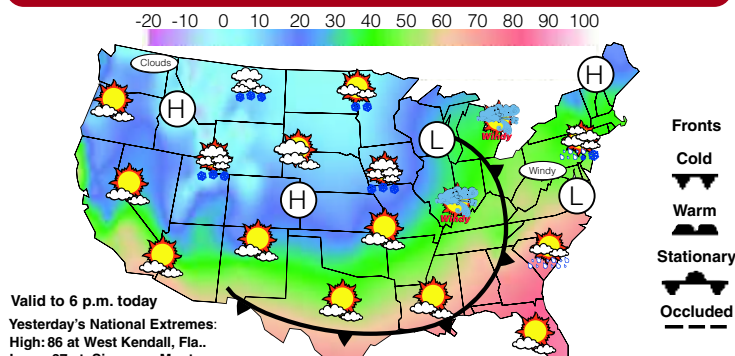 -20 -10 0 10 20 30 40 50 60 70 80 90 100
Clouds
H
H
Windy
L
Fronts
Cold
Windy
H
L
Windy
Warm
Stationary
Occluded
Valid to 6 p.m. today
Yesterday's National Extremes:
High: 86 at West Kendall, Fla..